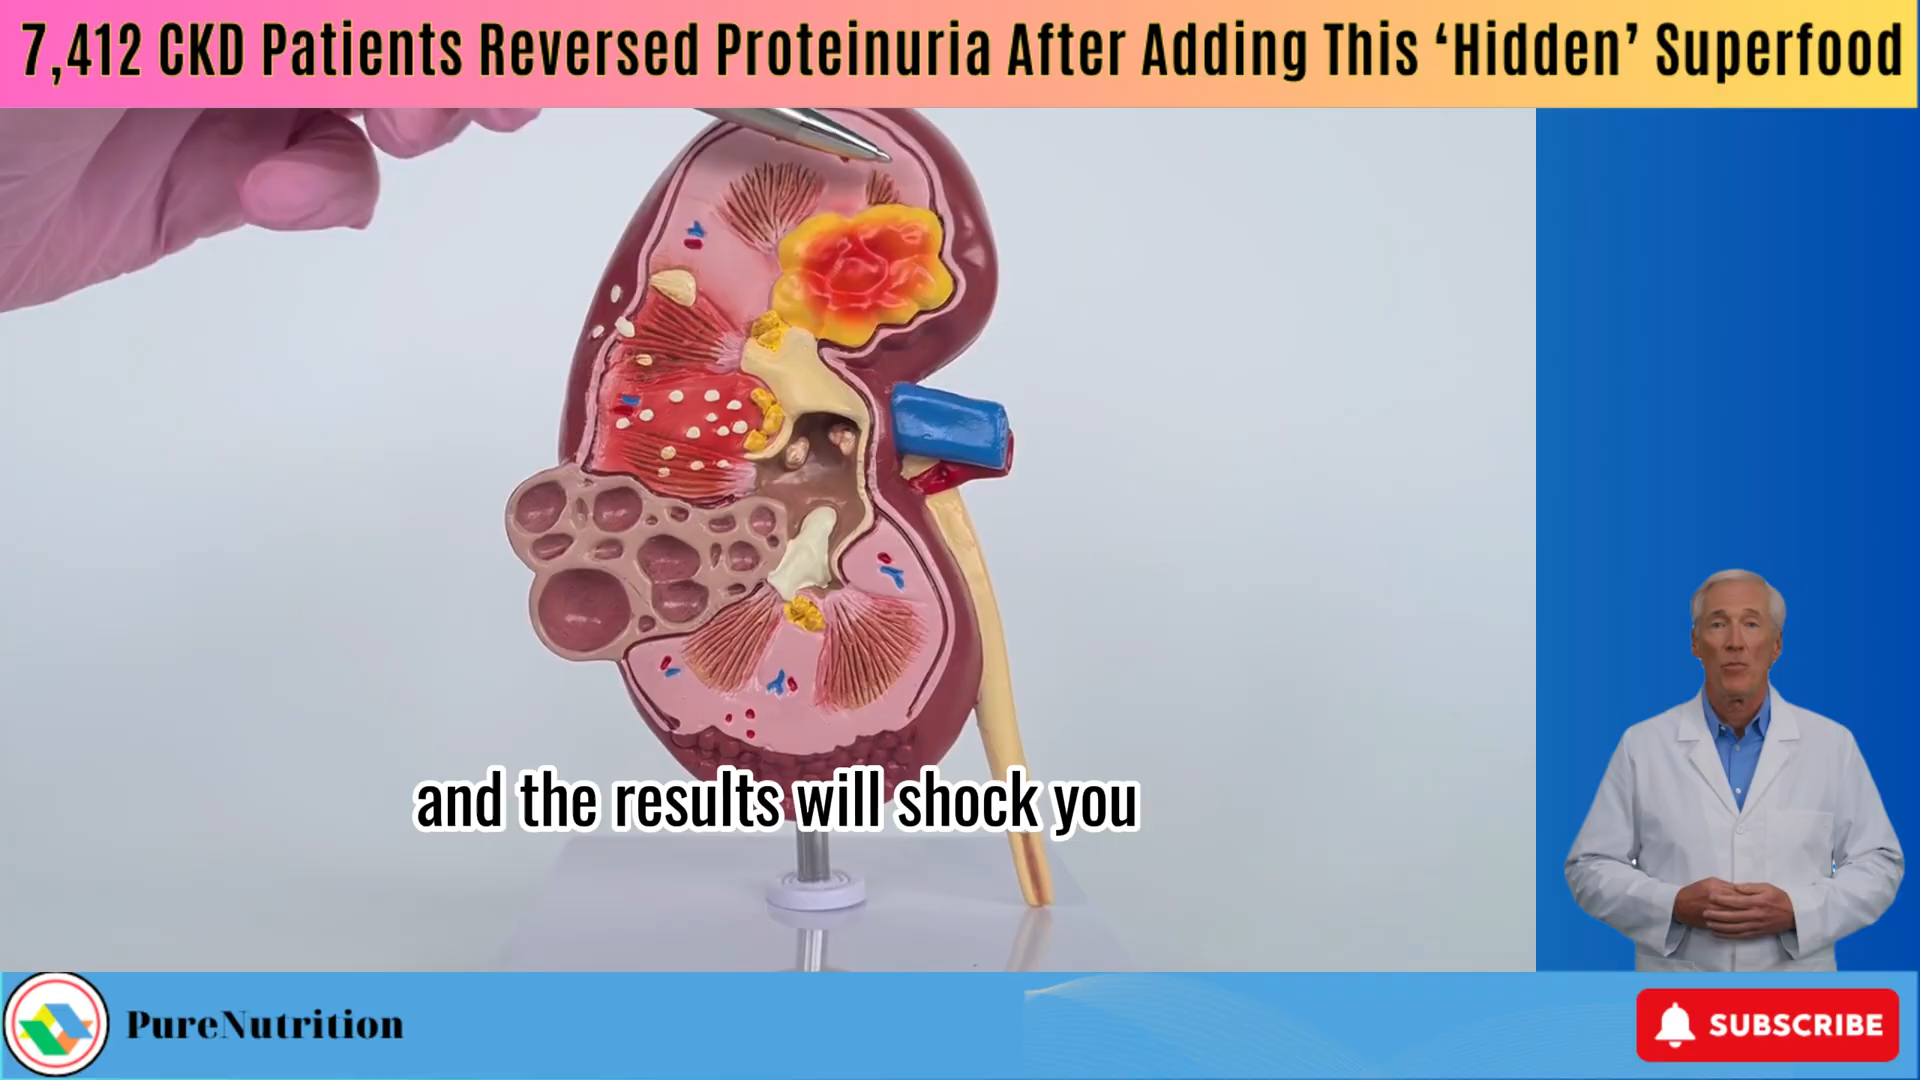 7,412 CKD Patients Reversed Proteinuria After Adding This ‘Hidden’ Superfood
and the results will shock you
PureNutrition
SUBSCRIBE